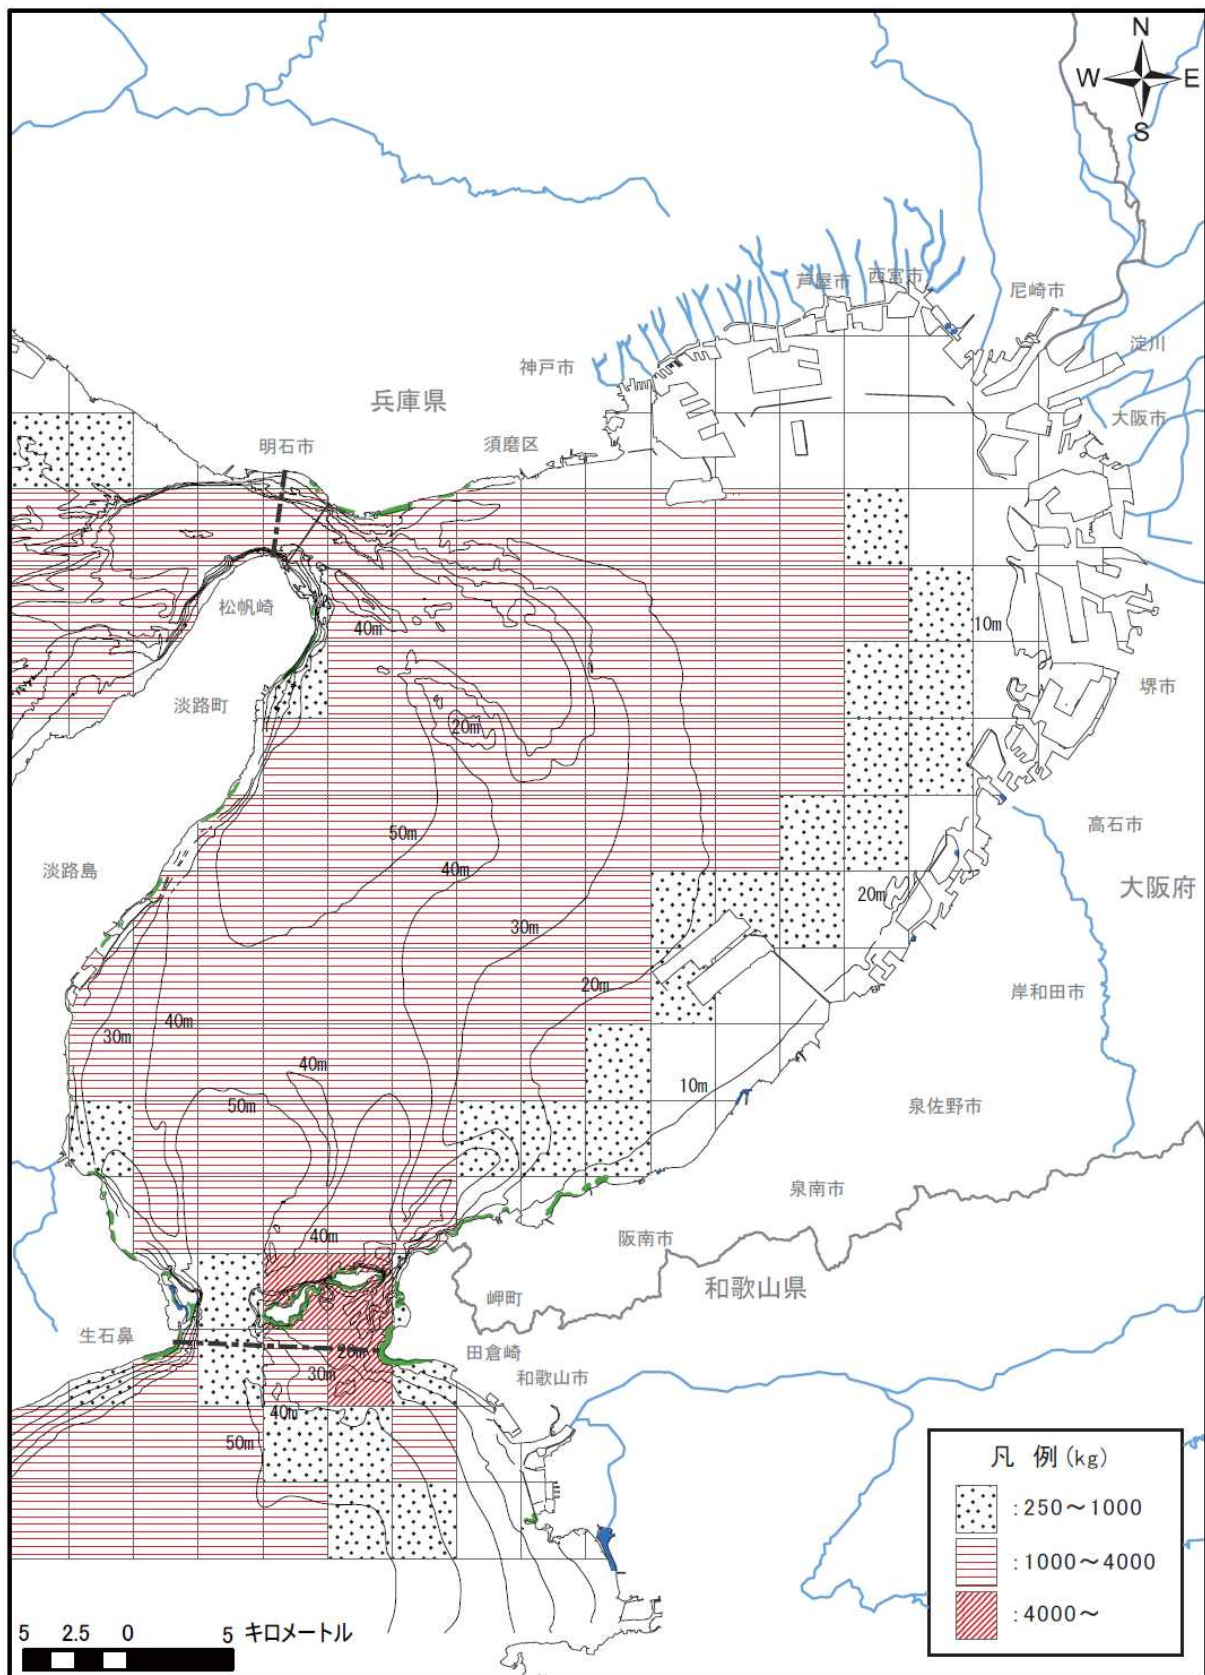 N
W E
S
芦屋市
西宮市
尼崎市
淀川
神戸市
兵庫県
大阪市
明石市
須磨区
松帆崎
40m
10m
淡路町
堺市
20m
50m
高石市
淡路島
40m
20m
大阪府
30m
20m
岸和田市
40m
30m
40m
10m
50m
泉佐野市
泉南市
阪南市
40m
和歌山県
岬町
生石鼻
20m
田倉崎
30m
和歌山市
40m
50m
凡 例(kg)
:250~1000
:1000~4000
:4000~
5 2.5 0 5 キロメートル